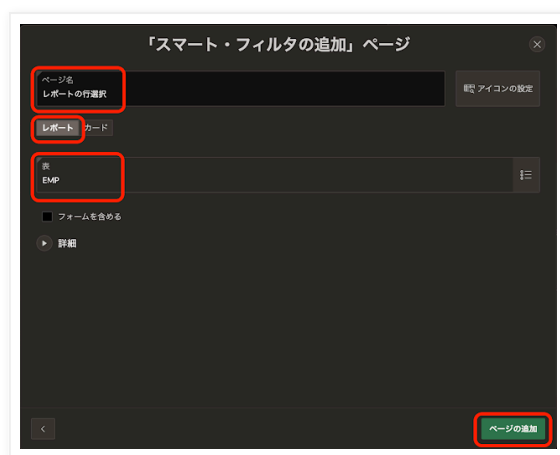 「スマート・フィルタの追加」ページ
ページ名
レポートの行選択
アイコンの設定
レポート カード
表
EMP
フォームを含める
詳細
ページの追加